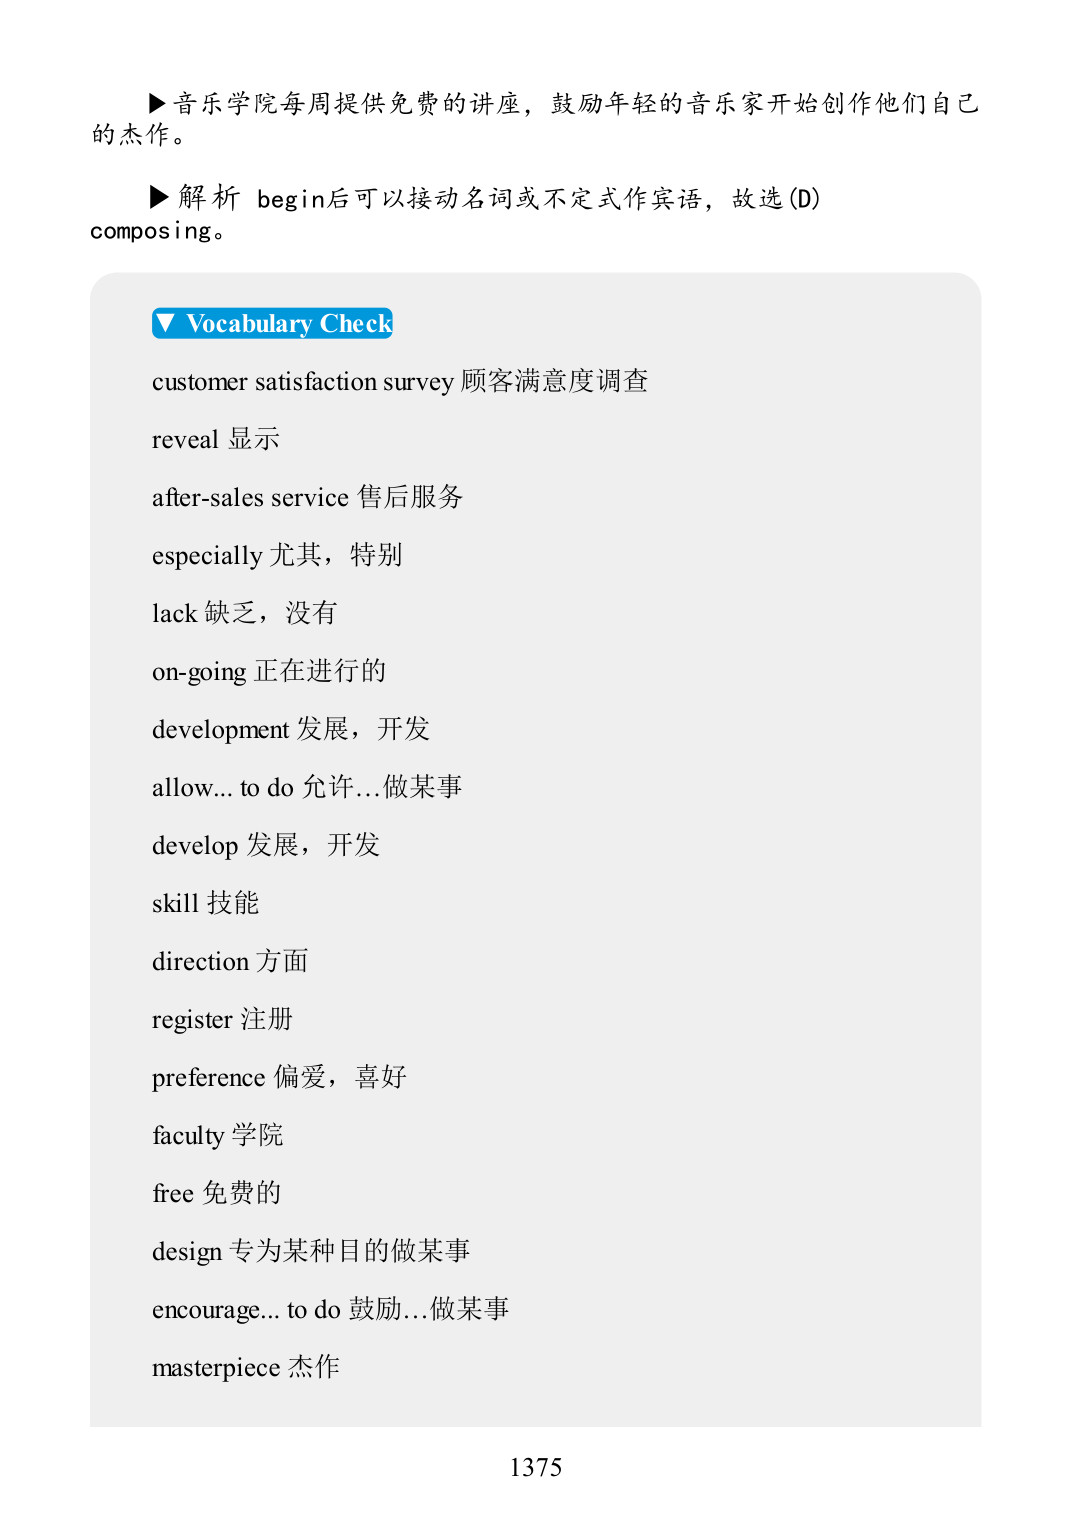 ▶音乐学院每周提供免费的讲座，鼓励年轻的音乐家开始创作他们自己
的杰作。
▶解析 begin后可以接动名词或不定式作宾语，故选(D)
composing。
▼ Vocabulary Check
customer satisfaction survey 顾客满意度调查
reveal 显示
after-sales service 售后服务
especially 尤其，特别
lack 缺乏，没有
on-going 正在进行的
development 发展，开发
allow... to do 允许…做某事
develop 发展，开发
skill 技能
direction 方面
register 注册
preference 偏爱，喜好
faculty 学院
free 免费的
design 专为某种目的做某事
encourage... to do 鼓励…做某事
masterpiece 杰作
1375